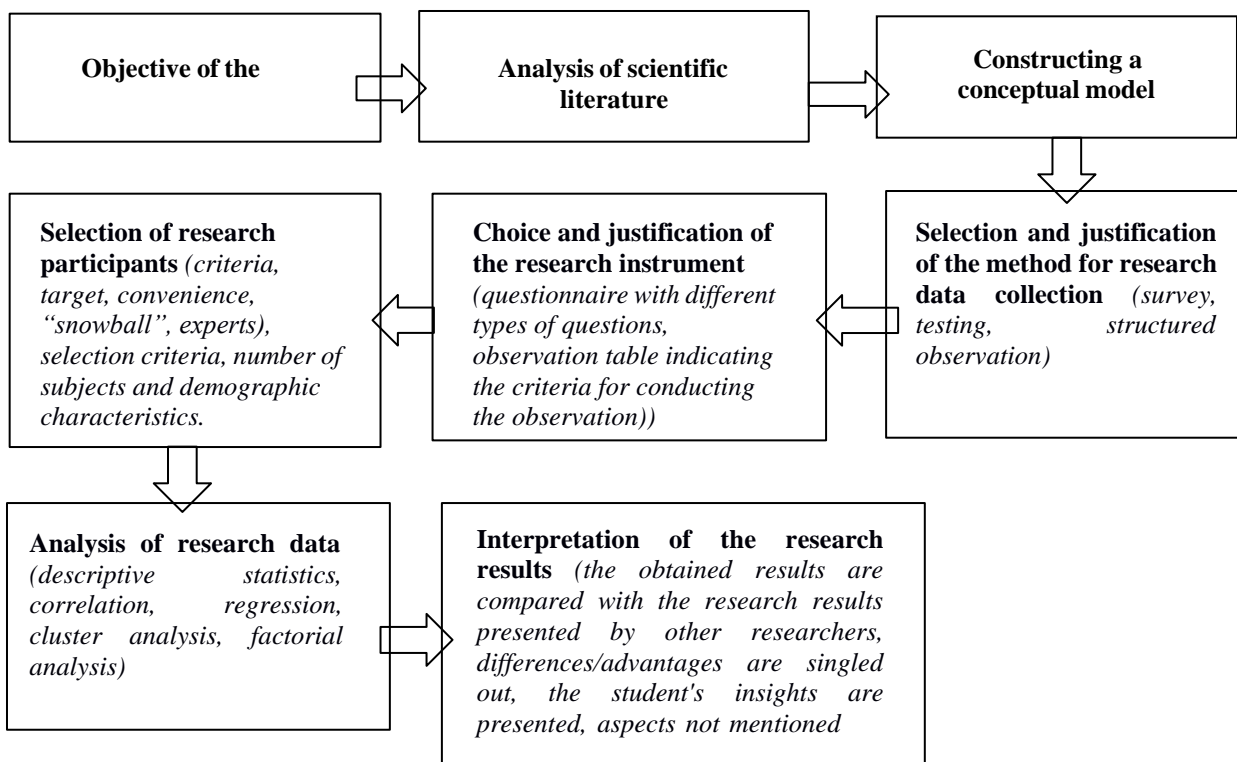 Objective of the
Analysis of scientific
literature
Constructing a
conceptual model
Selection and justification
of the method for research
data collection (survey,
testing, structured
observation)
Choice and justification of
the research instrument
(questionnaire with different
types of questions,
observation table indicating
the criteria for conducting
the observation))
Selection of research
participants (criteria,
target, convenience,
“snowball”, experts),
selection criteria, number of
subjects and demographic
characteristics.
Analysis of research data
(descriptive statistics,
correlation, regression,
cluster analysis, factorial
analysis)
Interpretation of the research
results (the obtained results are
compared with the research results
presented by other researchers,
differences/advantages are singled
out, the student's insights are
presented, aspects not mentioned